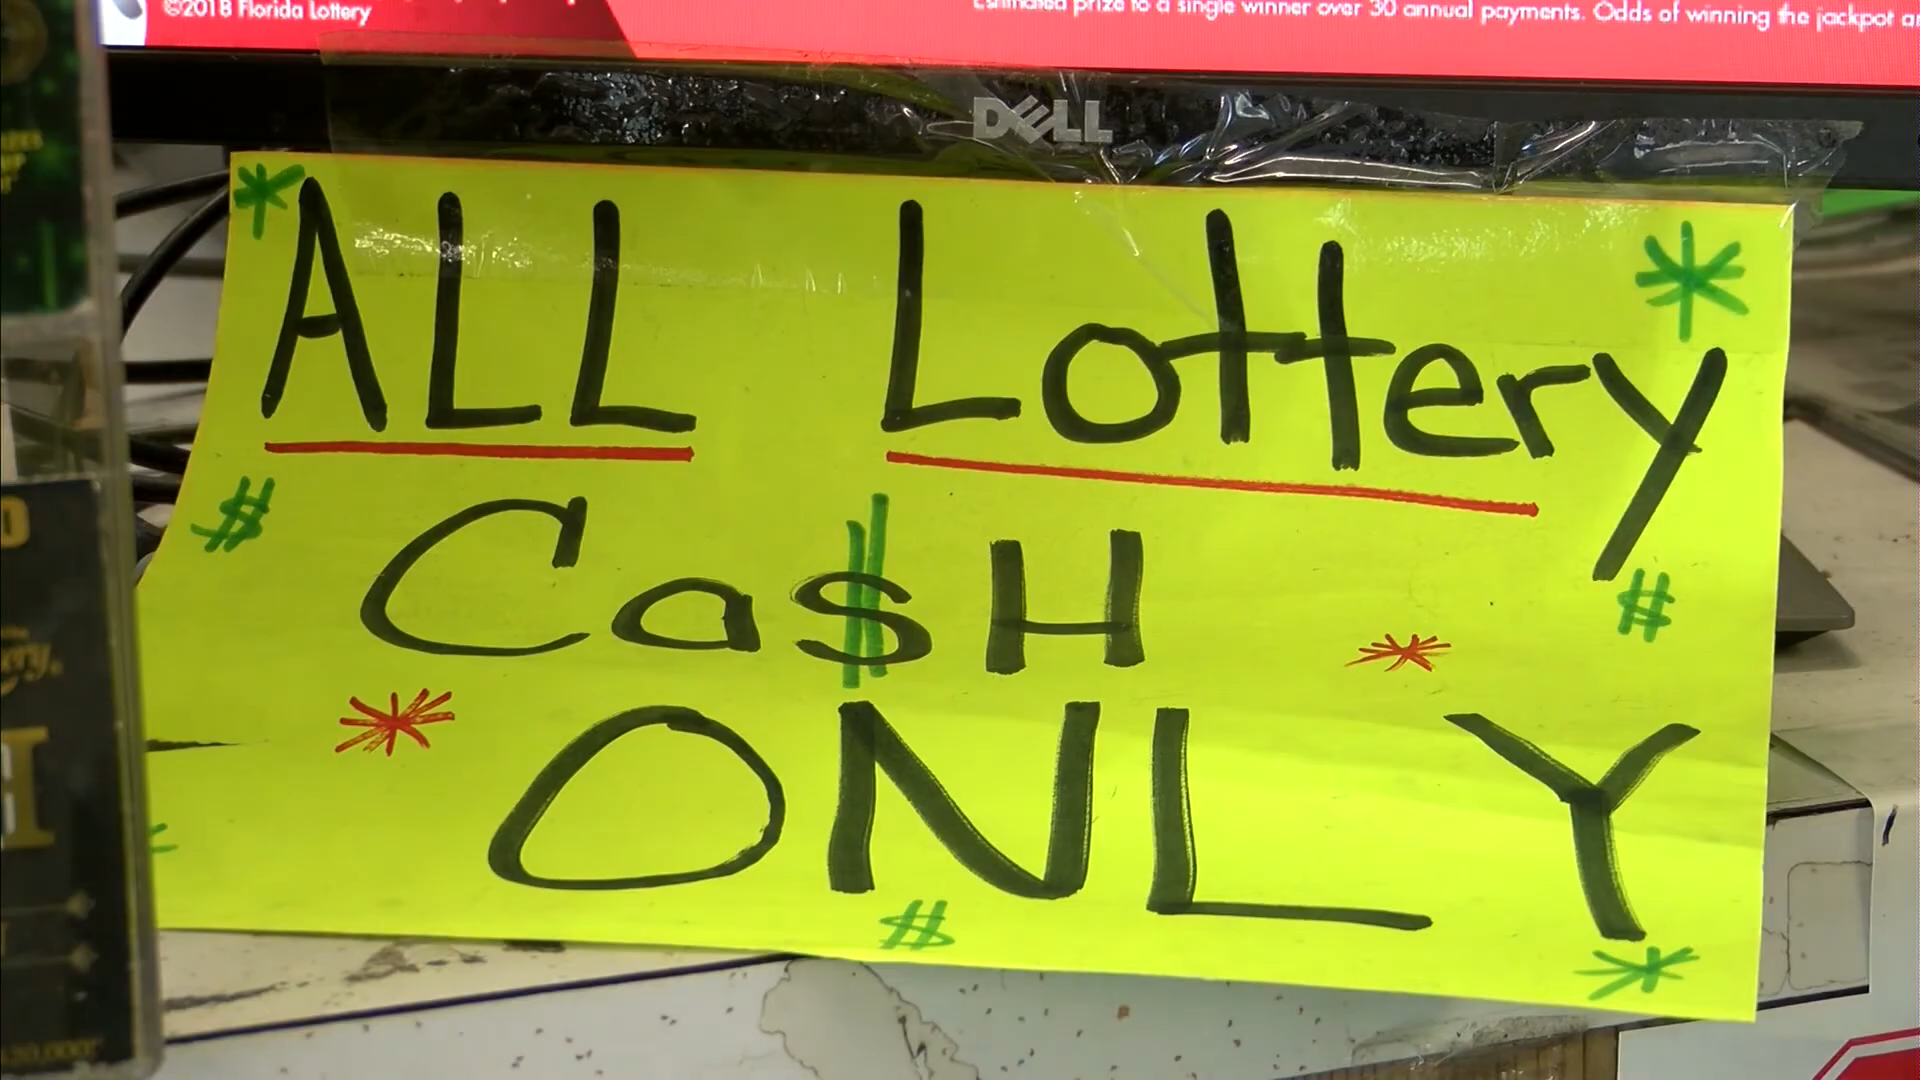 ©2018 Florida Lottery
Estimated prize to a single winner over 30 annual payments. Odds of winning the jackpot
DELL
ALL Lottery
Ca$H
ONLY